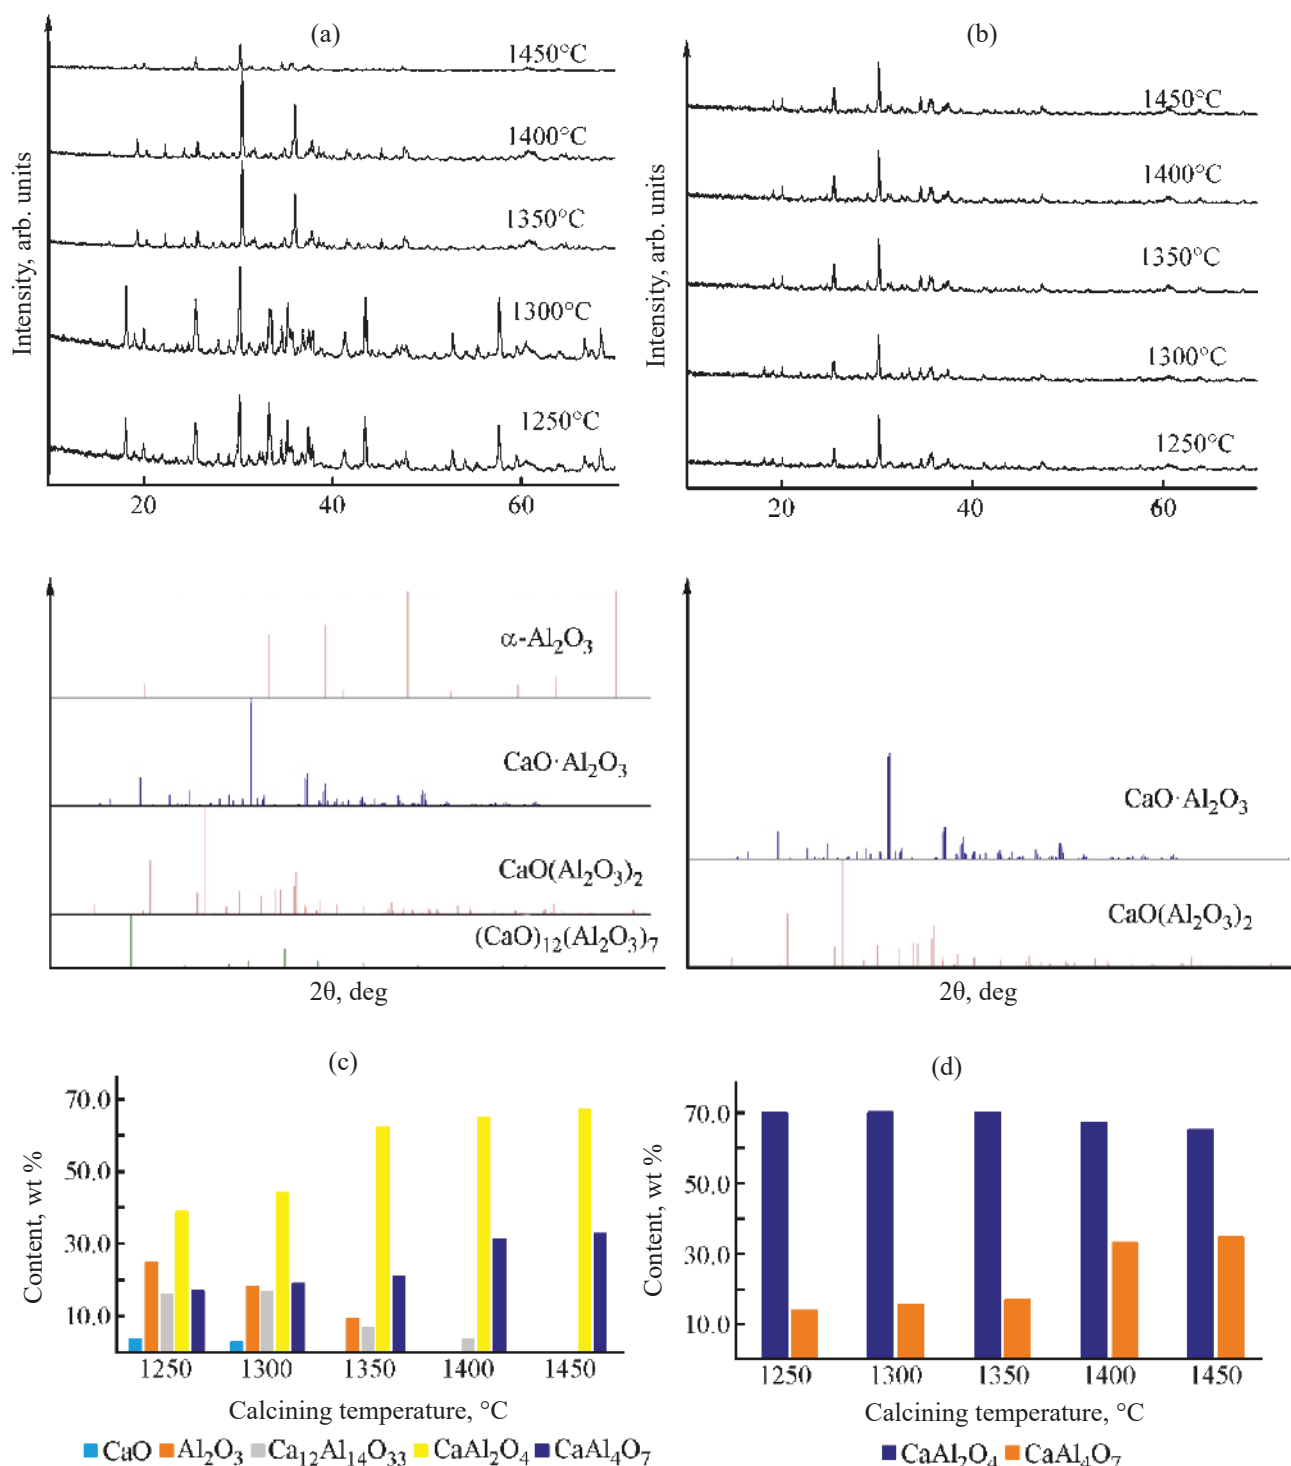 (a)
1450°C
1400°C
1350°C
1300°C
1250°C
Intensity, arb. units
20 40 60
α-Al₂O₃
CaO·Al₂O₃
CaO(Al₂O₃)₂
(CaO)₁₂(Al₂O₃)₇
2θ, deg
(b)
1450°C
1400°C
1350°C
1300°C
1250°C
Intensity, arb. units
20 40 60
CaO·Al₂O₃
CaO(Al₂O₃)₂
2θ, deg
(c)
Content, wt %
70.0
50.0
30.0
10.0
1250 1300 1350 1400 1450
Calcining temperature, °C
CaO Al₂O₃ Ca₁₂Al₁₄O₃₃ CaAl₂O₄ CaAl₄O₇
(d)
Content, wt %
70.0
50.0
30.0
10.0
1250 1300 1350 1400 1450
Calcining temperature, °C
CaAl₂O₄ CaAl₄O₇